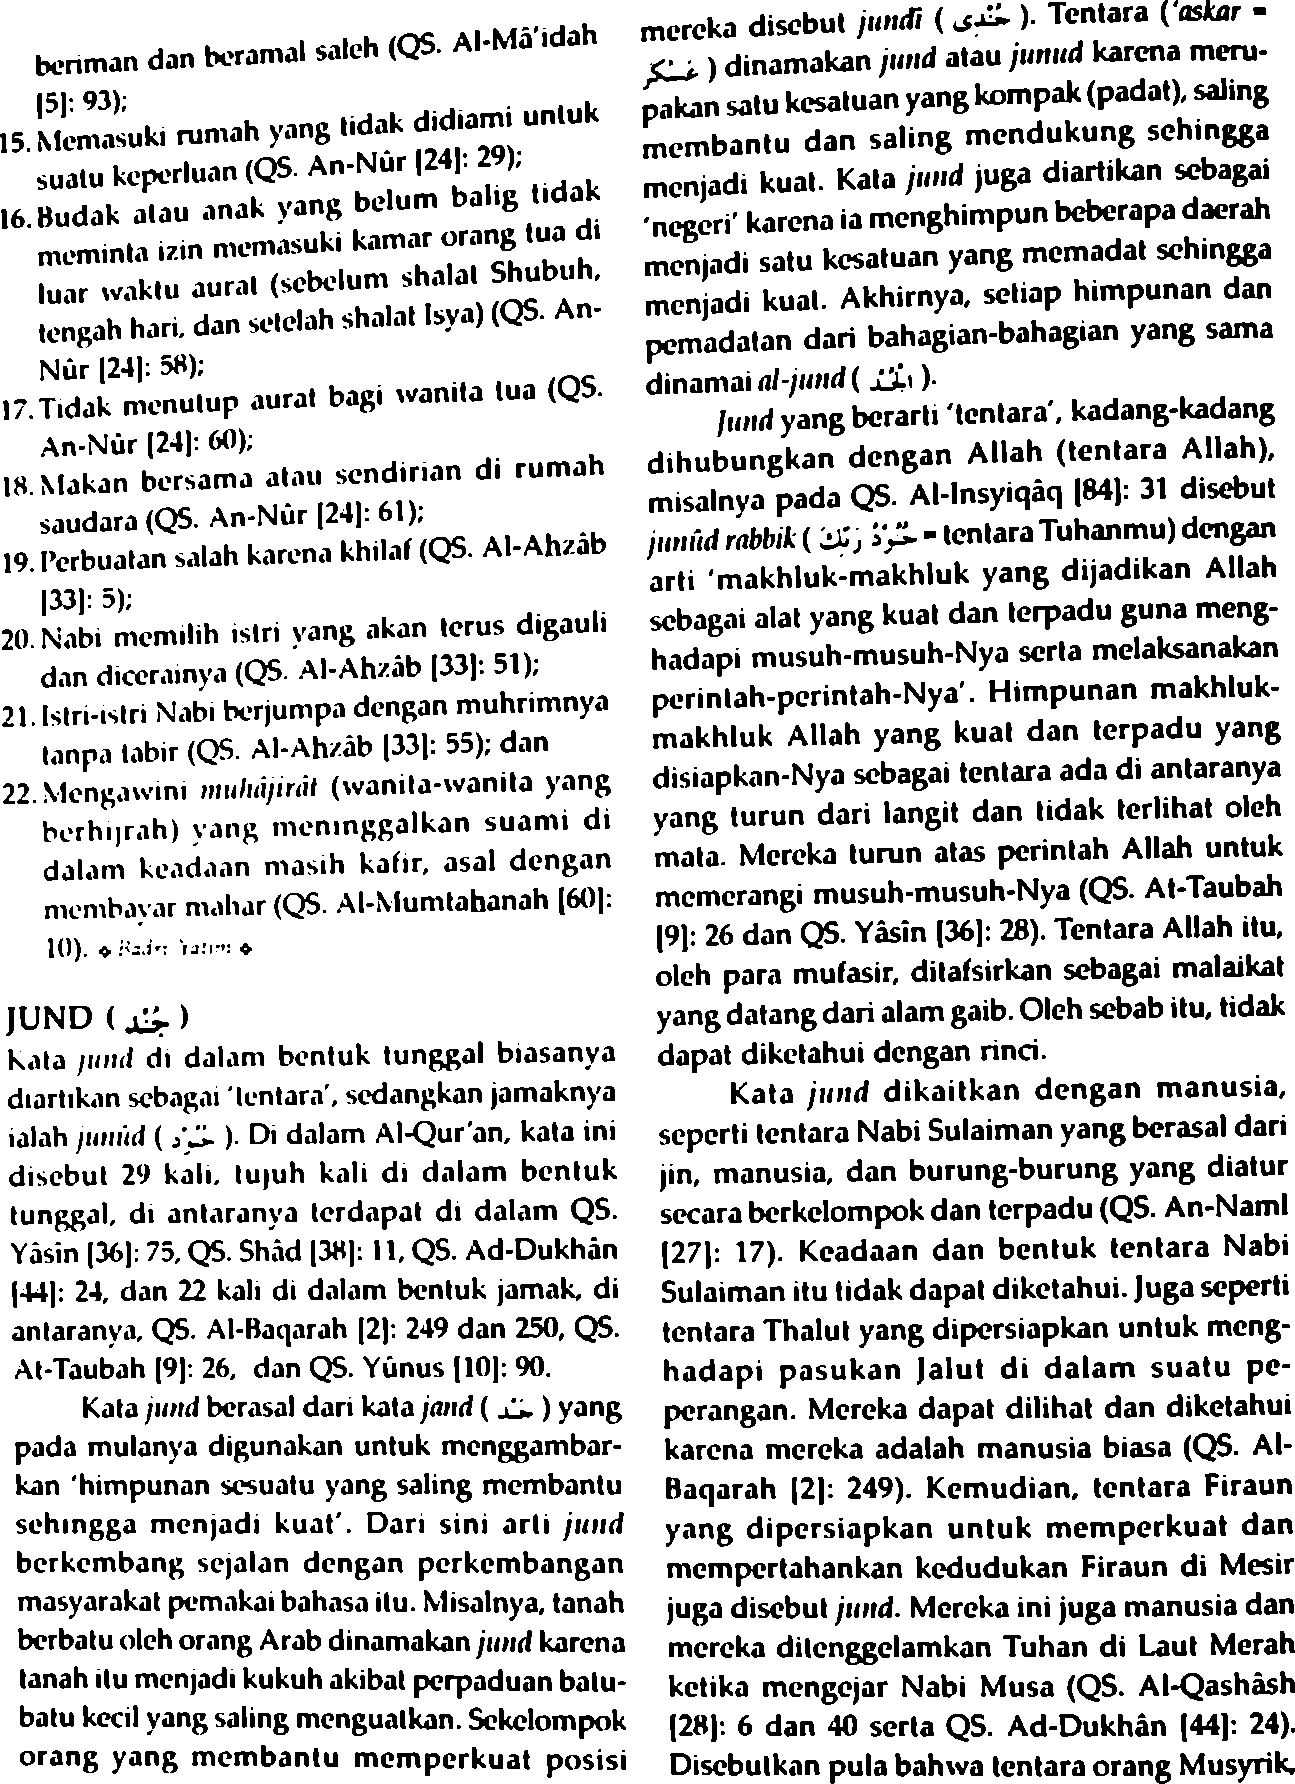 beriman dan beramal saleh (QS. Al-Mâ'idah
[5]: 93);
15. Memasuki rumah yang tidak didiami untuk
suatu keperluan (QS. An-Nûr [24]: 29);
16. Budak atau anak yang belum balig tidak
meminta izin memasuki kamar orang tua di
luar waktu aurat (sebelum shalat Shubuh,
tengah hari, dan setelah shalat Isya) (QS. An-
Nûr [24]: 58);
17. Tidak menutup aurat bagi wanita tua (QS.
An-Nûr [24]: 60);
18. Makan bersama atau sendirian di rumah
saudara (QS. An-Nûr [24]: 61);
19. Perbuatan salah karena khilaf (QS. Al-Ahzâb
[33]: 5);
20. Nabi memilih istri yang akan terus digauli
dan dicerainya (QS. Al-Ahzâb [33]: 51);
21. Istri-istri Nabi berjumpa dengan muhrimnya
tanpa tabir (QS. Al-Ahzâb [33]: 55); dan
22. Mengawini muhâjirât (wanita-wanita yang
berhijrah) yang meninggalkan suami di
dalam keadaan masih kafir, asal dengan
membayar mahar (QS. Al-Mumtahanah [60]:
10). ❖ ❖
JUND ( جُنْد )
Kata jund di dalam bentuk tunggal biasanya
diartikan sebagai 'tentara', sedangkan jamaknya
ialah junûd ( جُنُوْد ). Di dalam Al-Qur'an, kata ini
disebut 29 kali, tujuh kali di dalam bentuk
tunggal, di antaranya terdapat di dalam QS.
Yâsîn [36]: 75, QS. Shâd [38]: 11, QS. Ad-Dukhân
[44]: 24, dan 22 kali di dalam bentuk jamak, di
antaranya, QS. Al-Baqarah [2]: 249 dan 250, QS.
At-Taubah [9]: 26, dan QS. Yûnus [10]: 90.
Kata jund berasal dari kata jand ( جَنْد ) yang
pada mulanya digunakan untuk menggambar-
kan 'himpunan sesuatu yang saling membantu
sehingga menjadi kuat'. Dari sini arti jund
berkembang sejalan dengan perkembangan
masyarakat pemakai bahasa itu. Misalnya, tanah
berbatu oleh orang Arab dinamakan jund karena
tanah itu menjadi kukuh akibat perpaduan batu-
batu kecil yang saling menguatkan. Sekelompok
orang yang membantu memperkuat posisi
mereka disebut jundî ( جُنْدى ). Tentara ('askar =
عَسْكَر ) dinamakan jund atau junud karena meru-
pakan satu kesatuan yang kompak (padat), saling
membantu dan saling mendukung sehingga
menjadi kuat. Kata jund juga diartikan sebagai
'negeri' karena ia menghimpun beberapa daerah
menjadi satu kesatuan yang memadat sehingga
menjadi kuat. Akhirnya, setiap himpunan dan
pemadatan dari bahagian-bahagian yang sama
dinamai al-jund ( الجُنْد ).
Jund yang berarti 'tentara', kadang-kadang
dihubungkan dengan Allah (tentara Allah),
misalnya pada QS. Al-Insyiqâq [84]: 31 disebut
junûd rabbik ( جُنُوْدُ رَبِّكَ = tentara Tuhanmu) dengan
arti 'makhluk-makhluk yang dijadikan Allah
sebagai alat yang kuat dan terpadu guna meng-
hadapi musuh-musuh-Nya serta melaksanakan
perintah-perintah-Nya'. Himpunan makhluk-
makhluk Allah yang kuat dan terpadu yang
disiapkan-Nya sebagai tentara ada di antaranya
yang turun dari langit dan tidak terlihat oleh
mata. Mereka turun atas perintah Allah untuk
memerangi musuh-musuh-Nya (QS. At-Taubah
[9]: 26 dan QS. Yâsîn [36]: 28). Tentara Allah itu,
oleh para mufasir, ditafsirkan sebagai malaikat
yang datang dari alam gaib. Oleh sebab itu, tidak
dapat diketahui dengan rinci.
Kata jund dikaitkan dengan manusia,
seperti tentara Nabi Sulaiman yang berasal dari
jin, manusia, dan burung-burung yang diatur
secara berkelompok dan terpadu (QS. An-Naml
[27]: 17). Keadaan dan bentuk tentara Nabi
Sulaiman itu tidak dapat diketahui. Juga seperti
tentara Thalut yang dipersiapkan untuk meng-
hadapi pasukan Jalut di dalam suatu pe-
perangan. Mereka dapat dilihat dan diketahui
karena mereka adalah manusia biasa (QS. Al-
Baqarah [2]: 249). Kemudian, tentara Firaun
yang dipersiapkan untuk memperkuat dan
mempertahankan kedudukan Firaun di Mesir
juga disebut jund. Mereka ini juga manusia dan
mereka ditenggelamkan Tuhan di Laut Merah
ketika mengejar Nabi Musa (QS. Al-Qashâsh
[28]: 6 dan 40 serta QS. Ad-Dukhân [44]: 24).
Disebutkan pula bahwa tentara orang Musyrik,